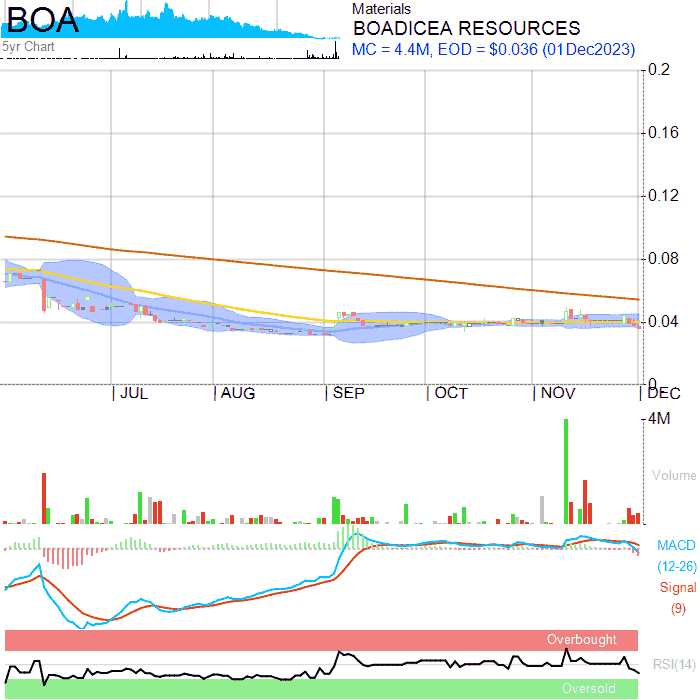 BOA
5yr Chart
Materials
BOADICEA RESOURCES
MC = 4.4M, EOD = $0.036 (01Dec2023)
0.2
0.16
0.12
0.08
0.04
0
JUL AUG SEP OCT NOV DEC
4M
Volume
MACD
(12-26)
Signal
(9)
Overbought
RSI(14)
Oversold